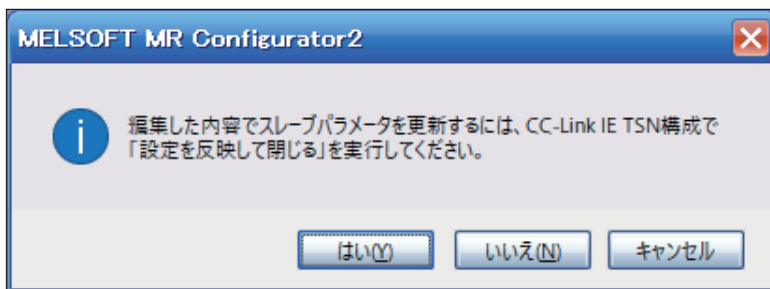 MELSOFT MR Configurator2
編集した内容でスレーブパラメータを更新するには、CC-Link IE TSN構成で
「設定を反映して閉じる」を実行してください。
はい(Y)
いいえ(N)
キャンセル